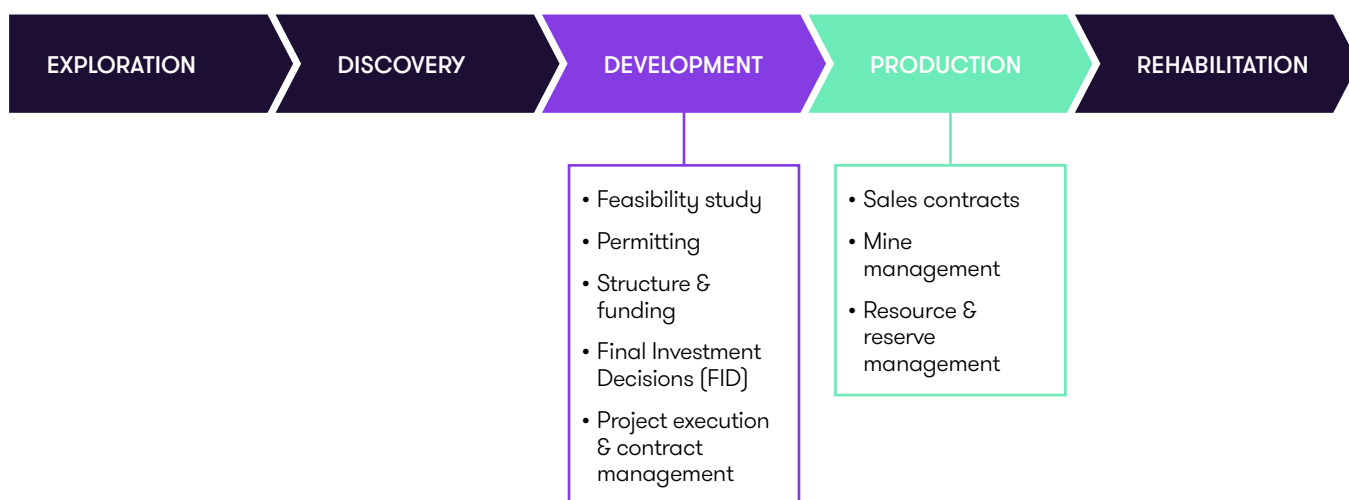 EXPLORATION
DISCOVERY
DEVELOPMENT
PRODUCTION
REHABILITATION
• Feasibility study
• Permitting
• Structure &
funding
• Final Investment
Decisions (FID)
• Project execution
& contract
management
• Sales contracts
• Mine
management
• Resource &
reserve
management